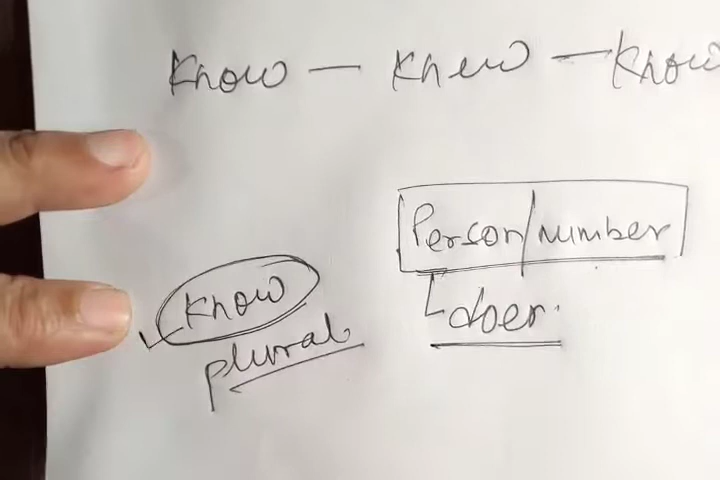 know — knew — know
Person/number
know
doer.
plural